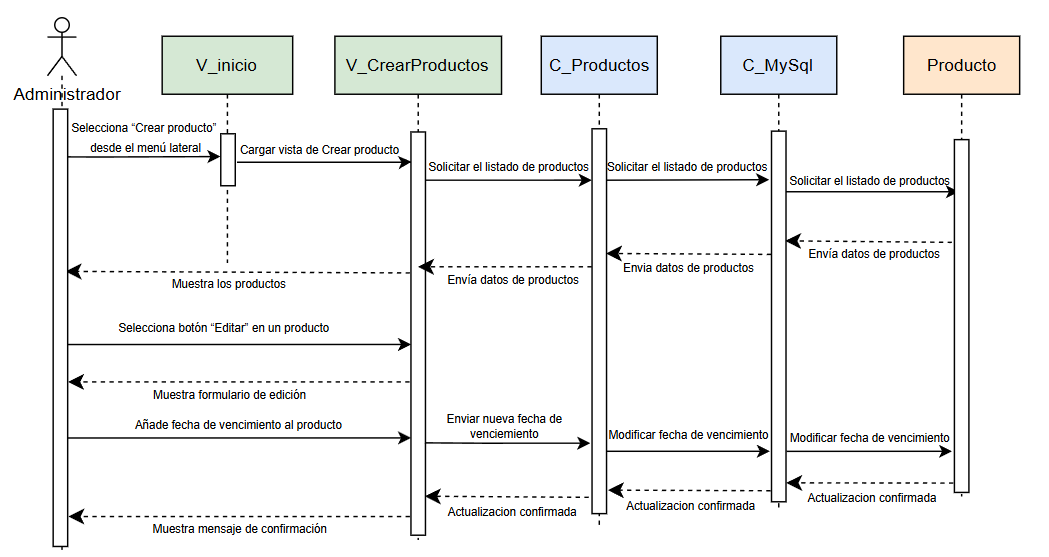 V_inicio
V_CrearProductos
C_Productos
C_MySql
Producto
Administrador
Selecciona “Crear producto”
desde el menú lateral
Cargar vista de Crear producto
Solicitar el listado de productos
Solicitar el listado de productos
Solicitar el listado de productos
Envía datos de productos
Envia datos de productos
Envía datos de productos
Muestra los productos
Selecciona botón “Editar” en un producto
Muestra formulario de edición
Añade fecha de vencimiento al producto
Enviar nueva fecha de
venciemiento
Modificar fecha de vencimiento
Modificar fecha de vencimiento
Actualizacion confirmada
Actualizacion confirmada
Actualizacion confirmada
Muestra mensaje de confirmación